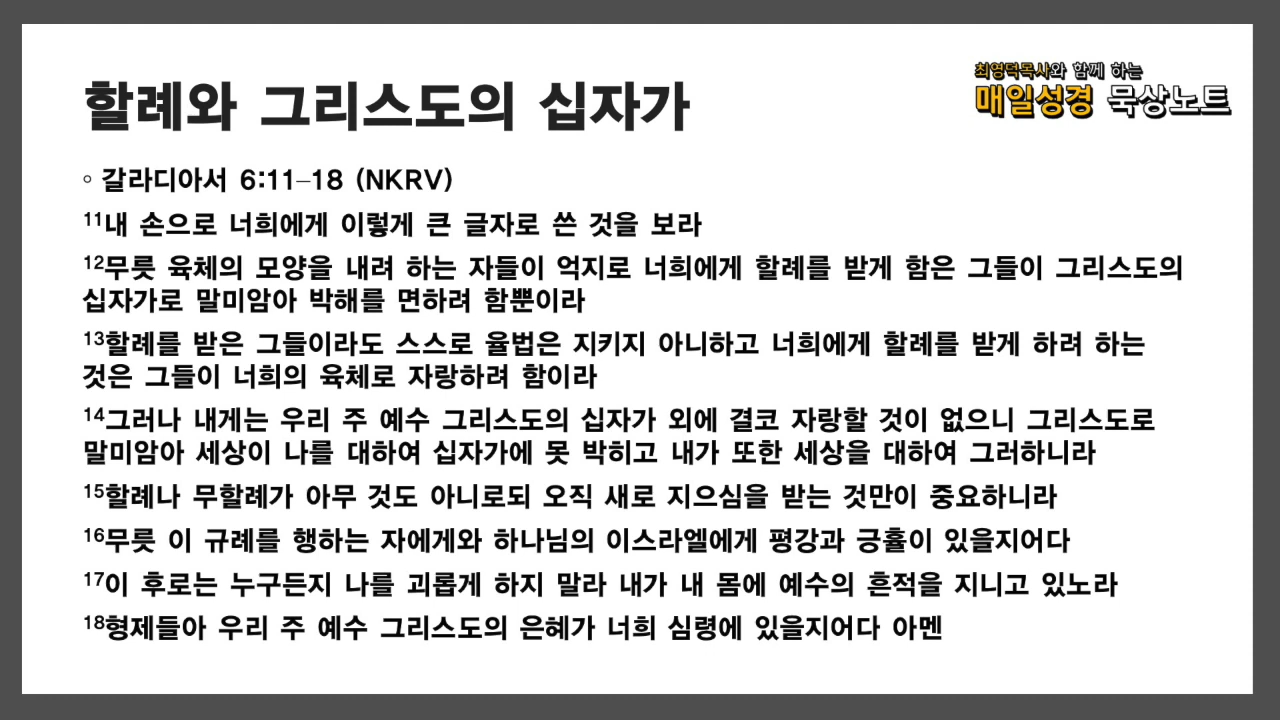 최영덕목사와 함께 하는
매일성경 묵상노트
할례와 그리스도의 십자가
◦ 갈라디아서 6:11–18 (NKRV)
11내 손으로 너희에게 이렇게 큰 글자로 쓴 것을 보라
12무릇 육체의 모양을 내려 하는 자들이 억지로 너희에게 할례를 받게 함은 그들이 그리스도의
십자가로 말미암아 박해를 면하려 함뿐이라
13할례를 받은 그들이라도 스스로 율법은 지키지 아니하고 너희에게 할례를 받게 하려 하는
것은 그들이 너희의 육체로 자랑하려 함이라
14그러나 내게는 우리 주 예수 그리스도의 십자가 외에 결코 자랑할 것이 없으니 그리스도로
말미암아 세상이 나를 대하여 십자가에 못 박히고 내가 또한 세상을 대하여 그러하니라
15할례나 무할례가 아무 것도 아니로되 오직 새로 지으심을 받는 것만이 중요하니라
16무릇 이 규례를 행하는 자에게와 하나님의 이스라엘에게 평강과 긍휼이 있을지어다
17이 후로는 누구든지 나를 괴롭게 하지 말라 내가 내 몸에 예수의 흔적을 지니고 있노라
18형제들아 우리 주 예수 그리스도의 은혜가 너희 심령에 있을지어다 아멘